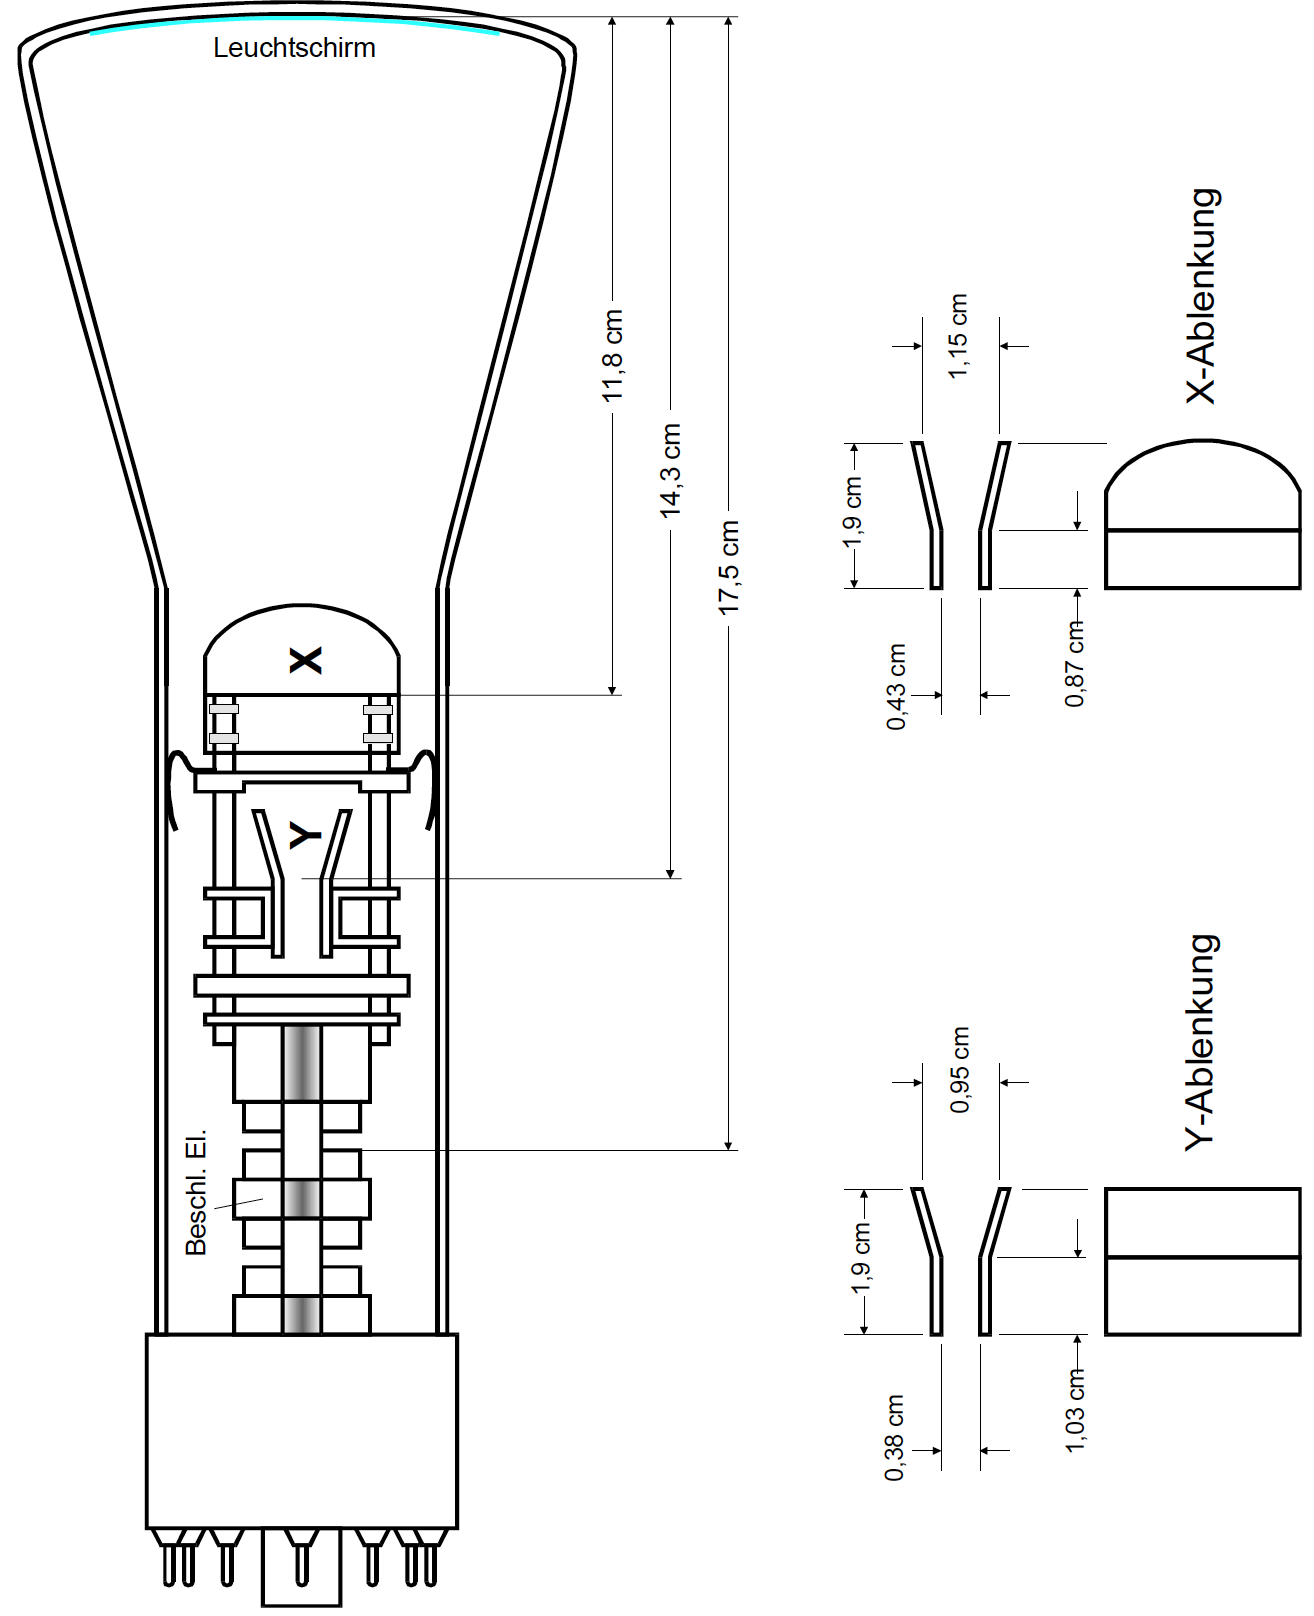 Leuchtschirm
11,8 cm
14,3 cm
17,5 cm
X
Y
Beschl. El.
1,15 cm
1,9 cm
0,43 cm
0,87 cm
X-Ablenkung
0,95 cm
1,9 cm
0,38 cm
1,03 cm
Y-Ablenkung